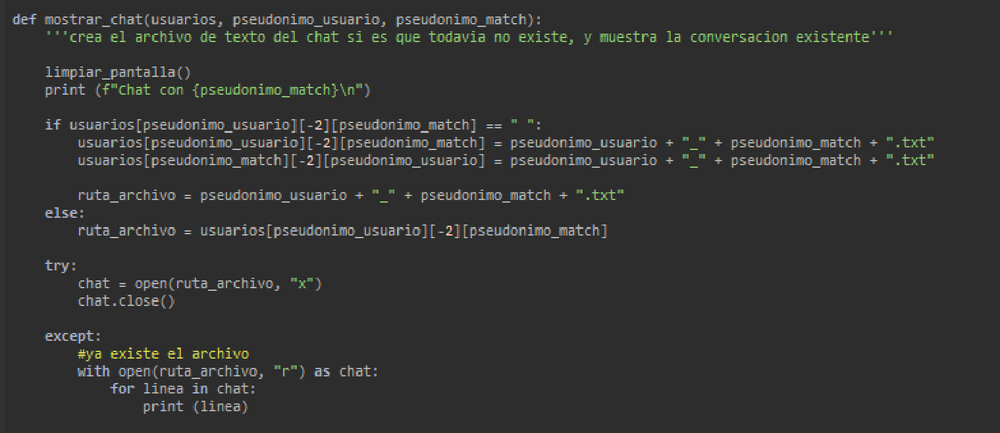 def mostrar_chat(usuarios, pseudonimo_usuario, pseudonimo_match):
    '''crea el archivo de texto del chat si es que todavia no existe, y muestra la conversacion existente'''

    limpiar_pantalla()
    print (f"Chat con {pseudonimo_match}\n")

    if usuarios[pseudonimo_usuario][-2][pseudonimo_match] == " ":
        usuarios[pseudonimo_usuario][-2][pseudonimo_match] = pseudonimo_usuario + "_" + pseudonimo_match + ".txt"
        usuarios[pseudonimo_match][-2][pseudonimo_usuario] = pseudonimo_usuario + "_" + pseudonimo_match + ".txt"

        ruta_archivo = pseudonimo_usuario + "_" + pseudonimo_match + ".txt"
    else:
        ruta_archivo = usuarios[pseudonimo_usuario][-2][pseudonimo_match]

    try:
        chat = open(ruta_archivo, "x")
        chat.close()

    except:
        #ya existe el archivo
        with open(ruta_archivo, "r") as chat:
            for linea in chat:
                print (linea)